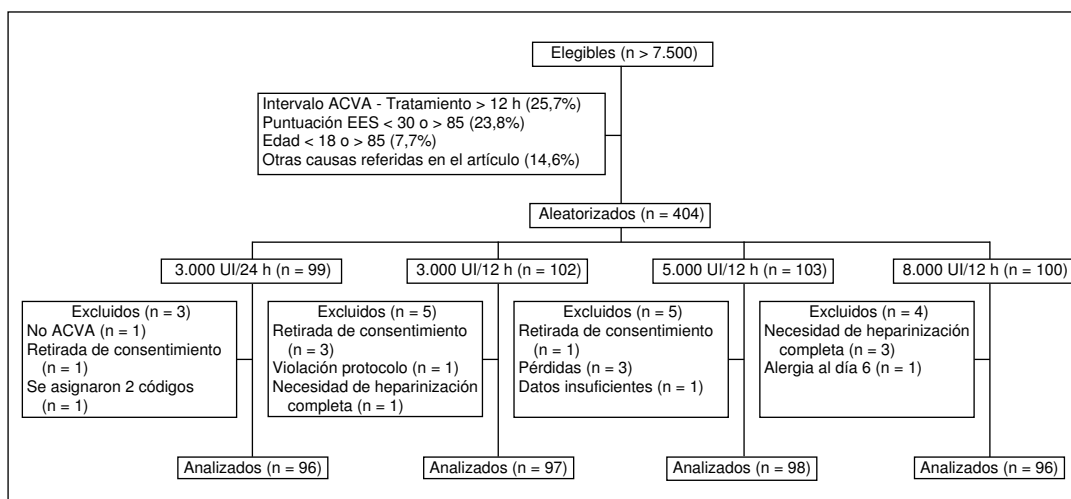 Elegibles (n > 7.500)
Intervalo ACVA - Tratamiento > 12 h (25,7%)
Puntuación EES < 30 o > 85 (23,8%)
Edad < 18 o > 85 (7,7%)
Otras causas referidas en el artículo (14,6%)
Aleatorizados (n = 404)
3.000 UI/24 h (n = 99)
3.000 UI/12 h (n = 102)
5.000 UI/12 h (n = 103)
8.000 UI/12 h (n = 100)
Excluidos (n = 3)
No ACVA (n = 1)
Retirada de consentimiento
(n = 1)
Se asignaron 2 códigos
(n = 1)
Excluidos (n = 5)
Retirada de consentimiento
(n = 3)
Violación protocolo (n = 1)
Necesidad de heparinización
completa (n = 1)
Excluidos (n = 5)
Retirada de consentimiento
(n = 1)
Pérdidas (n = 3)
Datos insuficientes (n = 1)
Excluidos (n = 4)
Necesidad de heparinización
completa (n = 3)
Alergia al día 6 (n = 1)
Analizados (n = 96)
Analizados (n = 97)
Analizados (n = 98)
Analizados (n = 96)